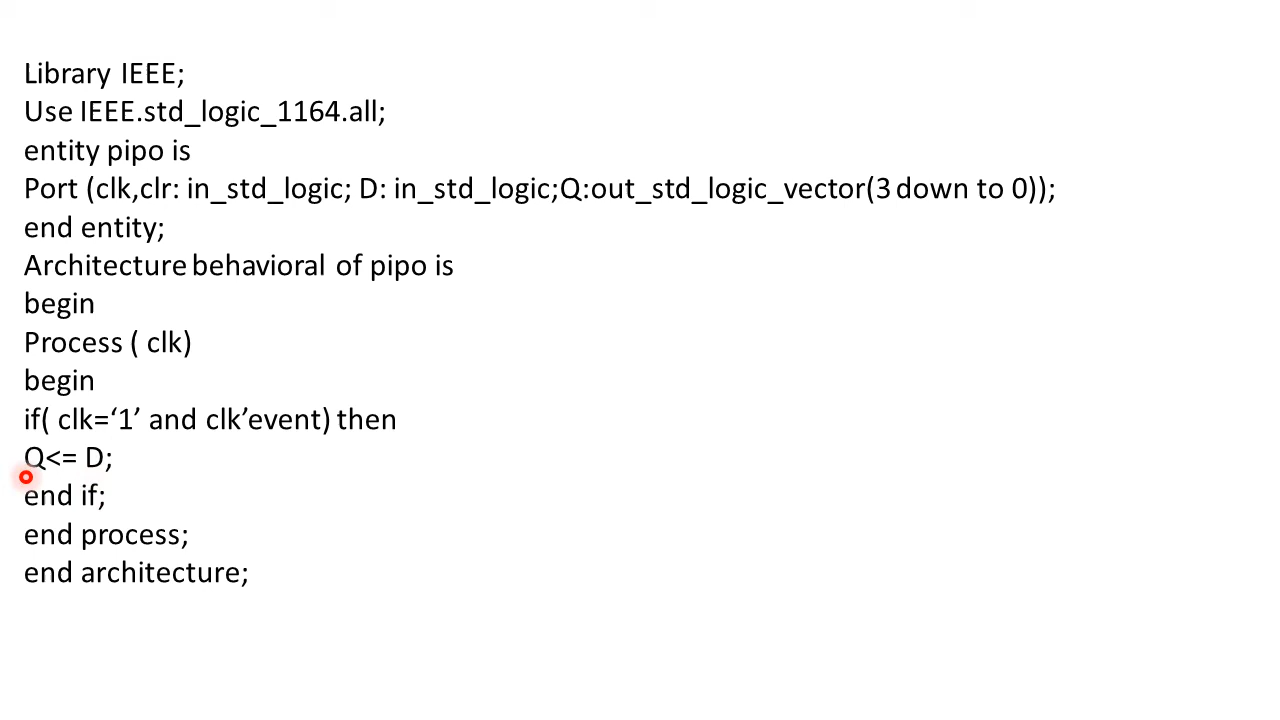 Library IEEE;
Use IEEE.std_logic_1164.all;
entity pipo is
Port (clk,clr: in_std_logic; D: in_std_logic;Q:out_std_logic_vector(3 down to 0));
end entity;
Architecture behavioral of pipo is
begin
Process ( clk)
begin
if( clk=‘1’ and clk’event) then
Q<= D;
end if;
end process;
end architecture;